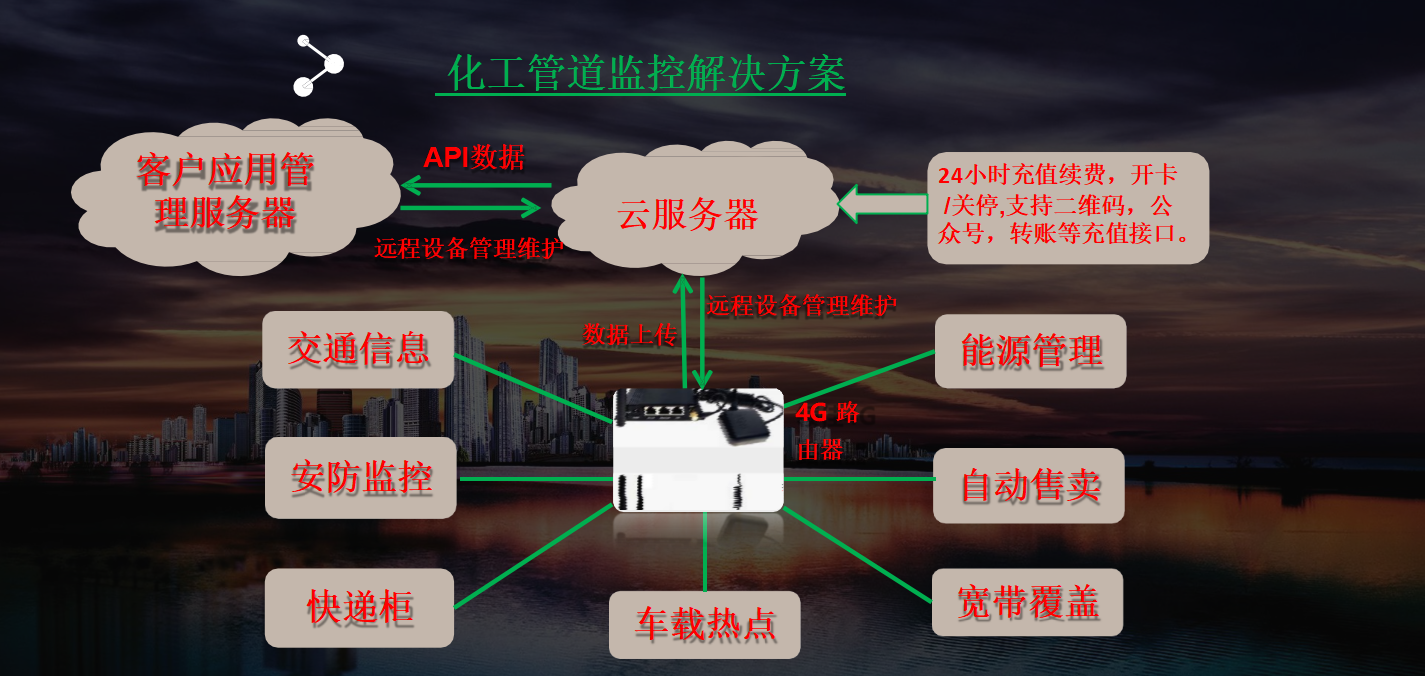 化工管道监控解决方案
客户应用管
理服务器
API数据
远程设备管理维护
云服务器
24小时充值续费，开卡
/关停,支持二维码，公
众号，转账等充值接口。
数据上传
远程设备管理维护
交通信息
能源管理
4G 路
由器
安防监控
自动售卖
快递柜
车载热点
宽带覆盖